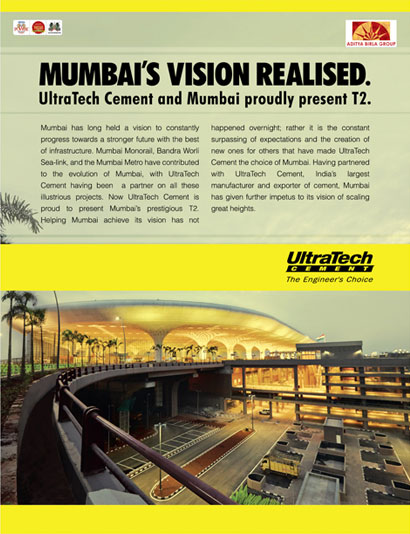 ADITYA BIRLA GROUP
MUMBAI'S VISION REALISED.
UltraTech Cement and Mumbai proudly present T2.
Mumbai has long held a vision to constantly
progress towards a stronger future with the best
of infrastructure. Mumbai Monorail, Bandra Worli
Sea-link, and the Mumbai Metro have contributed
to the evolution of Mumbai, with UltraTech
Cement having been a partner on all these
illustrious projects. Now UltraTech Cement is
proud to present Mumbai's prestigious T2.
Helping Mumbai achieve its vision has not
happened overnight; rather it is the constant
surpassing of expectations and the creation of
new ones for others that have made UltraTech
Cement the choice of Mumbai. Having partnered
with UltraTech Cement, India's largest
manufacturer and exporter of cement, Mumbai
has given further impetus to its vision of scaling
great heights.
UltraTech
CEMENT
The Engineer's Choice